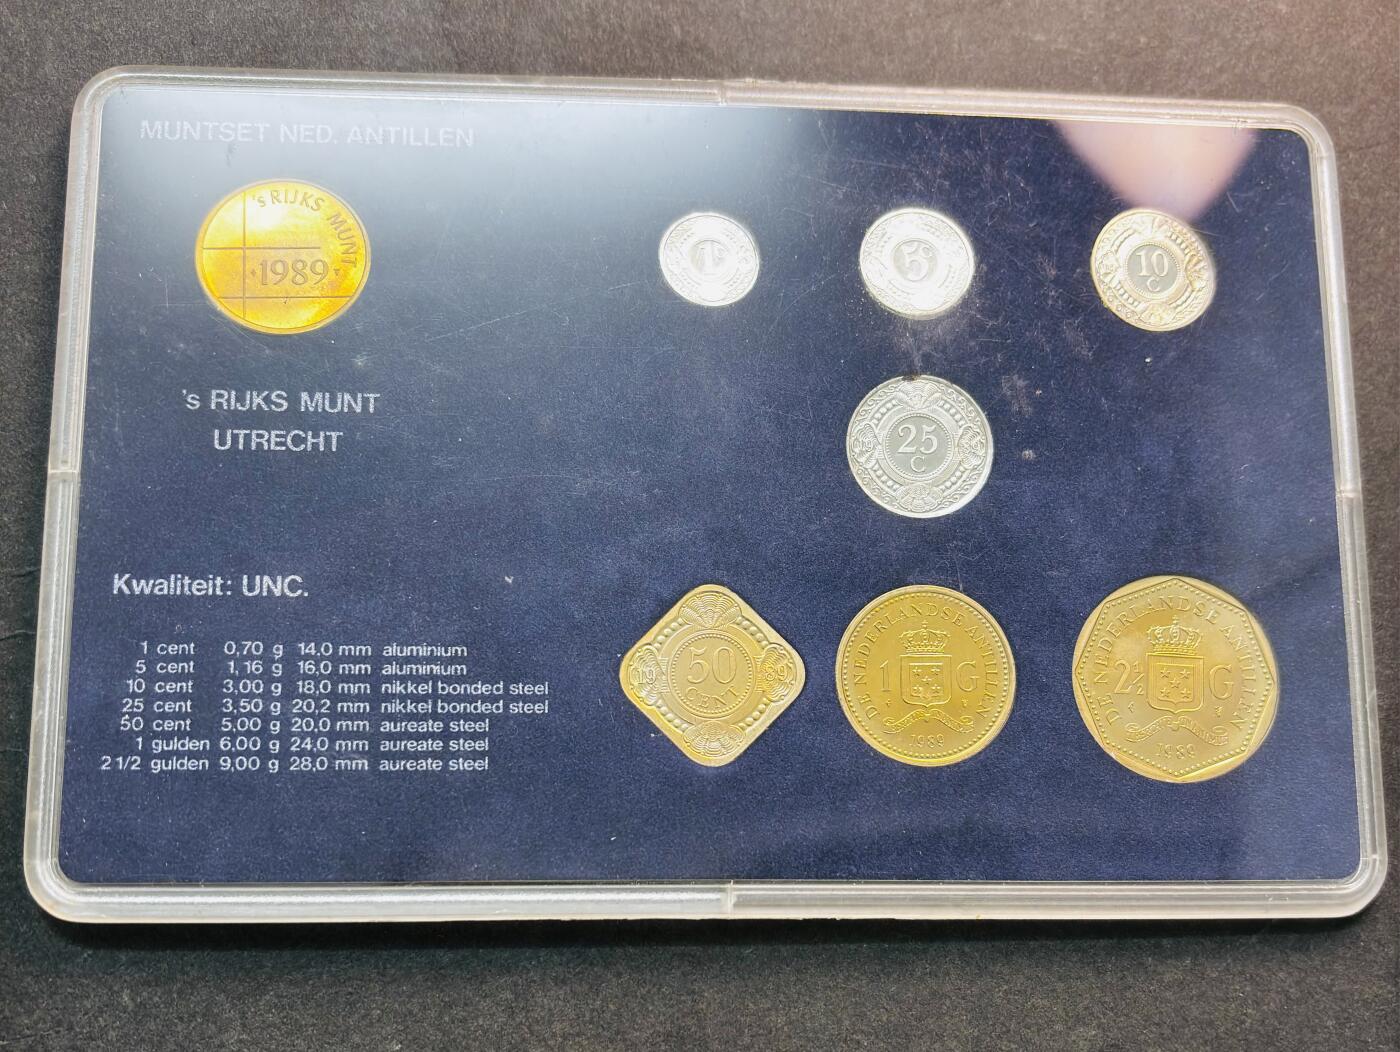 MUNTSET NED. ANTILLEN
's RIJKS MUNT
1989
's RIJKS MUNT
UTRECHT
1 c
5 c
10
C
25
C
Kwaliteit: UNC.
1 cent 0,70 g 14,0 mm aluminium
5 cent 1,16 g 16,0 mm aluminium
10 cent 3,00 g 18,0 mm nikkel bonded steel
25 cent 3,50 g 20,2 mm nikkel bonded steel
50 cent 5,00 g 20,0 mm aureate steel
1 gulden 6,00 g 24,0 mm aureate steel
2 1/2 gulden 9,00 g 28,0 mm aureate steel
19 50 89
CENT
DE NEDERLANDSE ANTILLEN
1 G
1989
DE NEDERLANDSE ANTILLEN
2½ G
1989